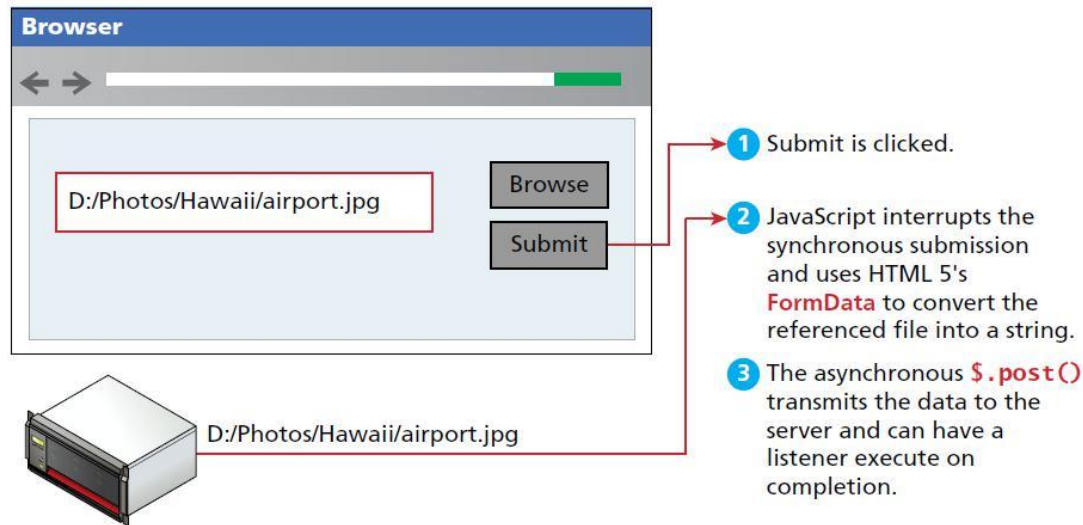 Browser
D:/Photos/Hawaii/airport.jpg
Browse
Submit
D:/Photos/Hawaii/airport.jpg
1 Submit is clicked.
2 JavaScript interrupts the
synchronous submission
and uses HTML 5's
FormData to convert the
referenced file into a string.
3 The asynchronous $.post()
transmits the data to the
server and can have a
listener execute on
completion.